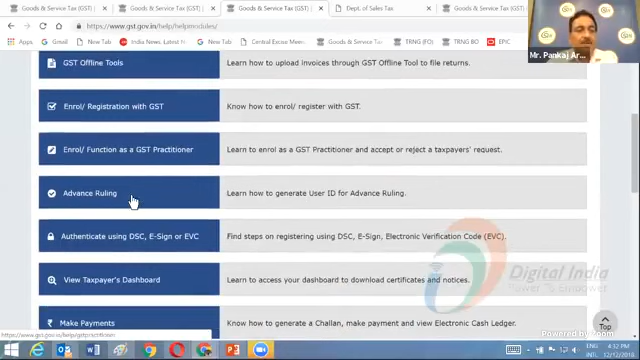 Goods & Service Tax (GST)
Goods & Service Tax (GST) |
Goods & Service Tax (GST) |
Dept. of Sales Tax
https://www.gst.gov.in/help/helpmodules/
Apps
Gmail
New Tab
India News, Latest N
New Tab
Central Excise Mee
Goods & Service Tax
TRNG (FO)
TRNG BO
EPIC
Mr. Pankaj Ar...
GST Offline Tools
Learn how to upload invoices through GST Offline Tool to file returns.
Enrol/ Registration with GST
Know how to enrol/ register with GST.
Enrol/ Function as a GST Practitioner
Learn to enrol as a GST Practitioner and accept or reject a taxpayers' request.
Advance Ruling
Learn how to generate User ID for Advance Ruling.
Authenticate using DSC, E-Sign or EVC
Find steps on registering using DSC, E-Sign, Electronic Verification Code (EVC).
View Taxpayer's Dashboard
Learn to access your dashboard to download certificates and notices.
Make Payments
Know how to generate a Challan, make payment and view Electronic Cash Ledger.
Digital India
Power To Empower
Top
Powered by Zoom
ENG
INTL
4:32 PM